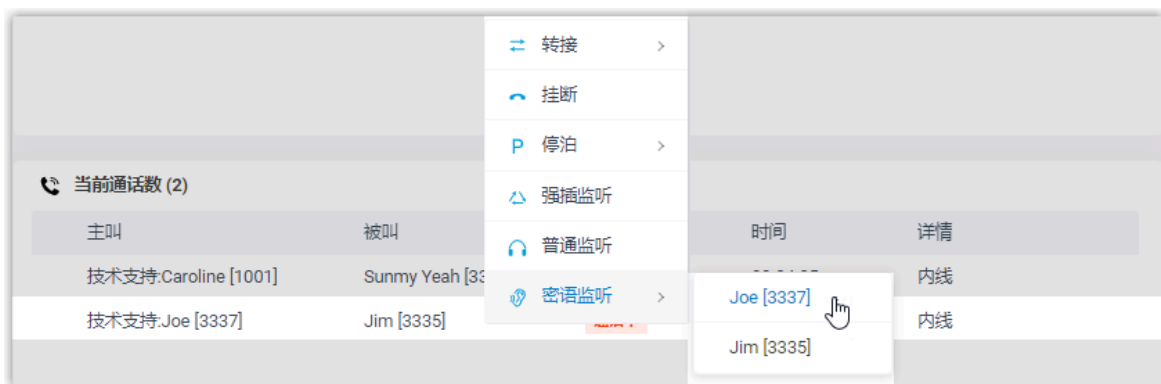 转接
挂断
P 停泊
当前通话数 (2)
强插监听
主叫 被叫 时间 详情
普通监听
技术支持:Caroline [1001] Sunmy Yeah [33 内线
密语监听
Joe [3337]
技术支持:Joe [3337] Jim [3335] 内线
Jim [3335]